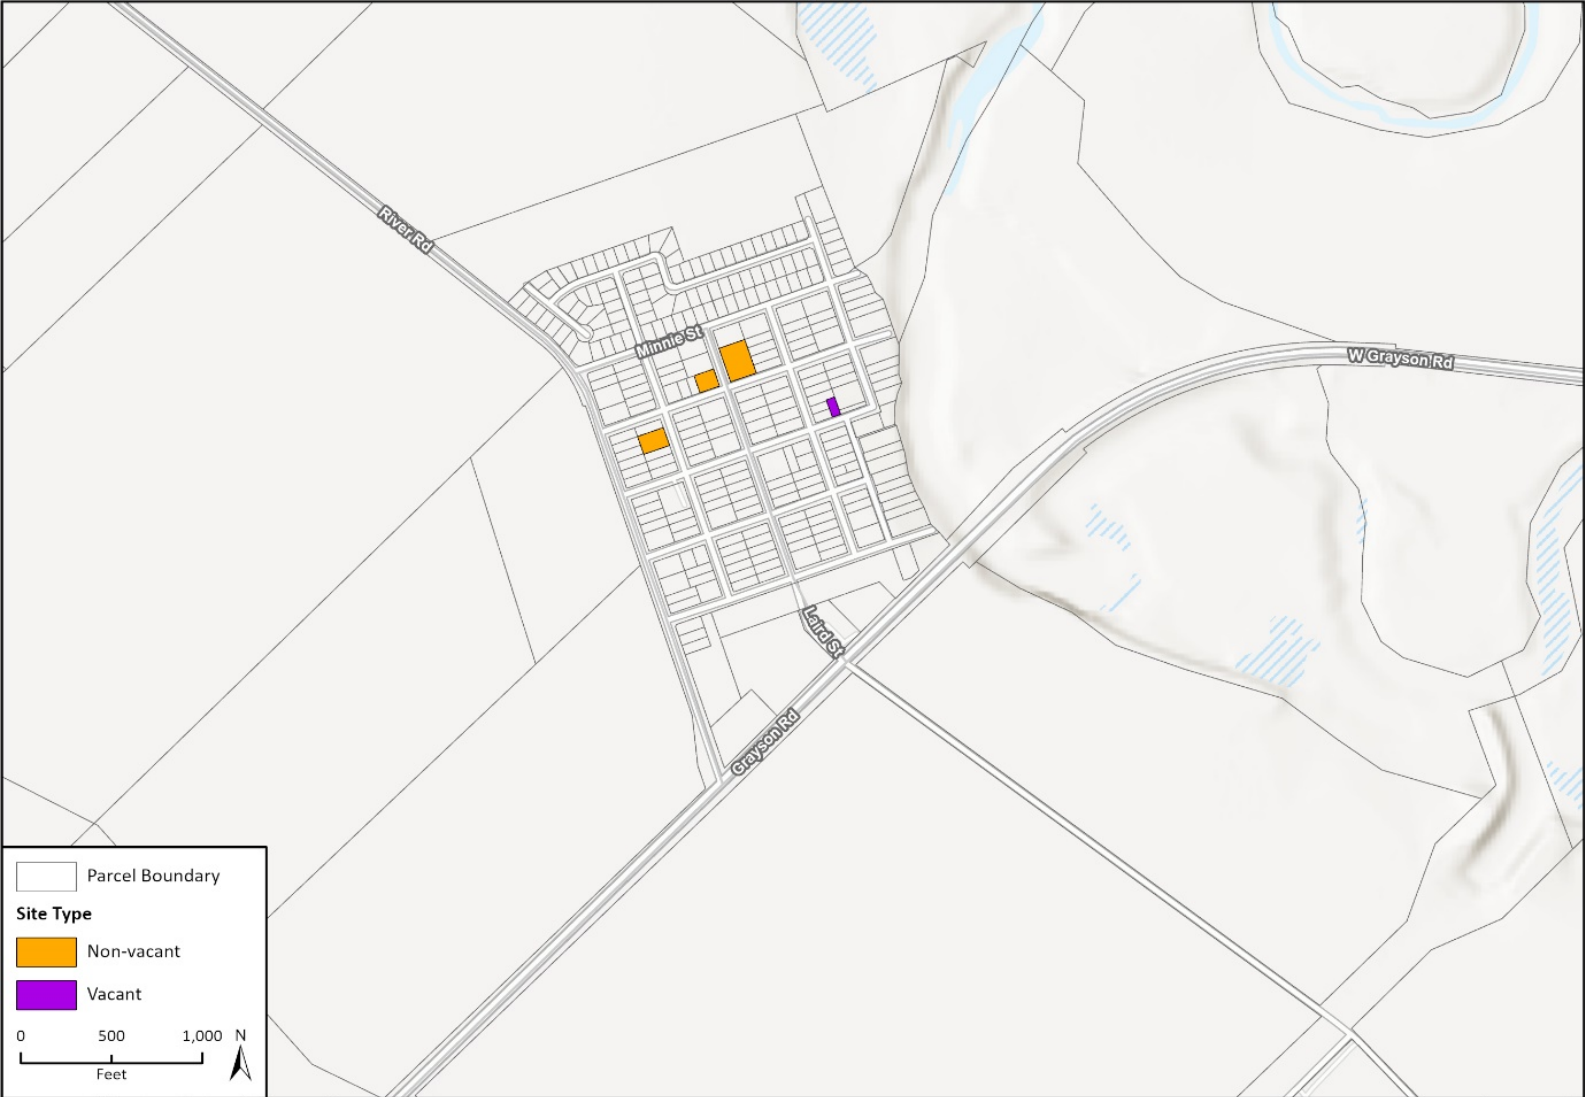 River Rd
Minnie St
W Grayson Rd
Laird St
Grayson Rd
Parcel Boundary
Site Type
Non-vacant
Vacant
0 500 1,000 N
Feet